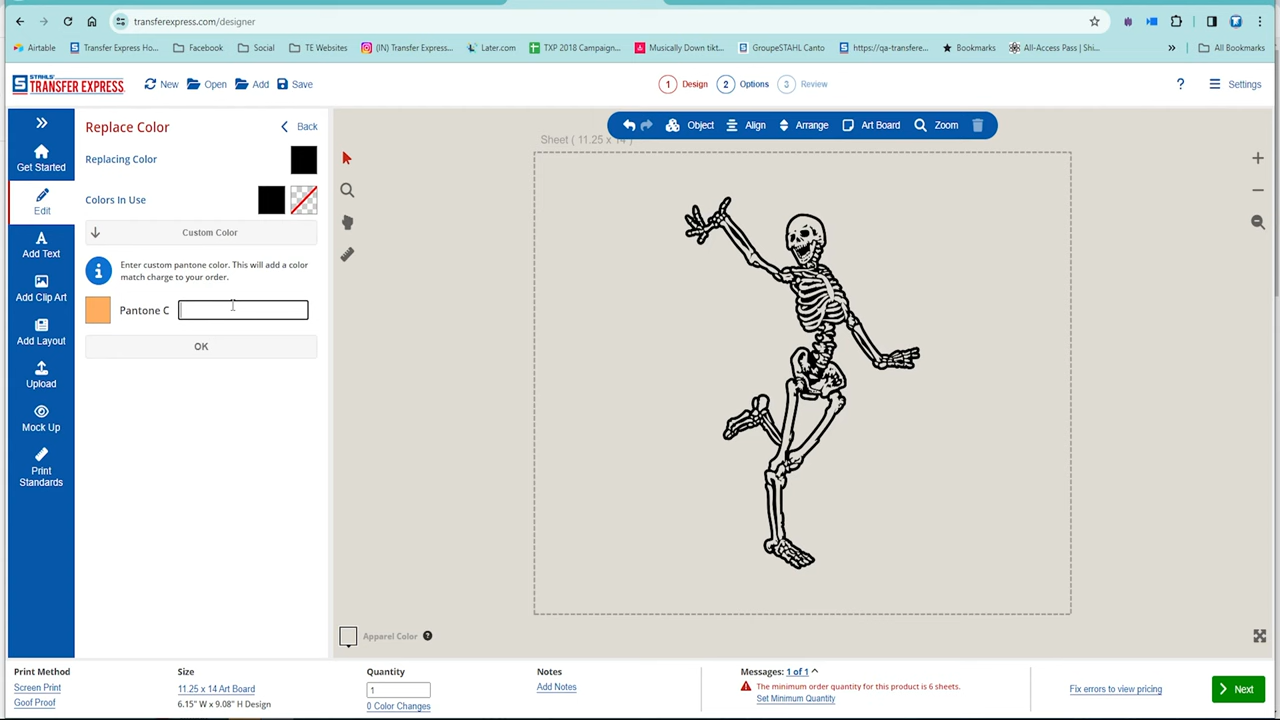 transferexpress.com/designer
Airtable
Transfer Express Ho...
Facebook
Social
TE Websites
(IN) Transfer Express...
Later.com
TXP 2018 Campaign...
Musically Down tikt...
GroupeSTAHL Canto
https://qa-transfere...
Bookmarks
All-Access Pass | Shi...
»
All Bookmarks
STAHLS'
TRANSFER EXPRESS
New
Open
Add
Save
1 Design
2 Options
3 Review
?
Settings
Replace Color
Back
Replacing Color
Colors In Use
Custom Color
Enter custom pantone color. This will add a color
match charge to your order.
Pantone C
OK
Get Started
Edit
Add Text
Add Clip Art
Add Layout
Upload
Mock Up
Print
Standards
Object
Align
Arrange
Art Board
Zoom
Sheet ( 11.25 x 14 )
Apparel Color ?
Print Method
Screen Print
Goof Proof
Size
11.25 x 14 Art Board
6.15" W x 9.08" H Design
Quantity
1
0 Color Changes
Notes
Add Notes
Messages: 1 of 1
The minimum order quantity for this product is 6 sheets.
Set Minimum Quantity
Fix errors to view pricing
Next